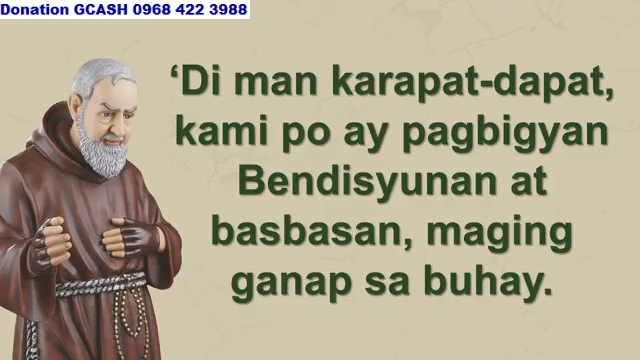 Donation GCASH 0968 422 3988
‘Di man karapat-dapat,
kami po ay pagbigyan
Bendisyunan at
basbasan, maging
ganap sa buhay.